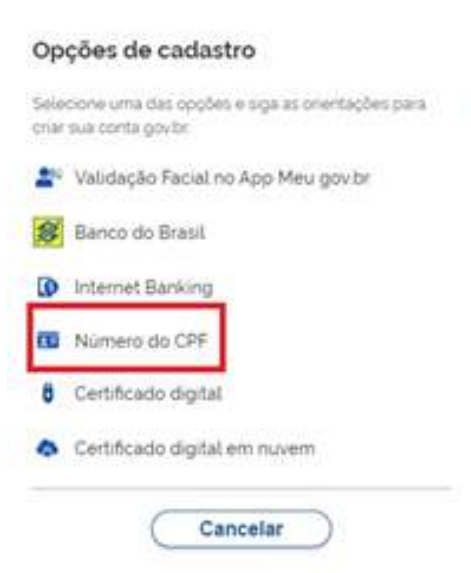 Opções de cadastro
Selecione uma das opções e siga as orientações para
criar sua conta gov.br
Validação Facial no App Meu gov.br
Banco do Brasil
Internet Banking
Número do CPF
Certificado digital
Certificado digital em nuvem
Cancelar